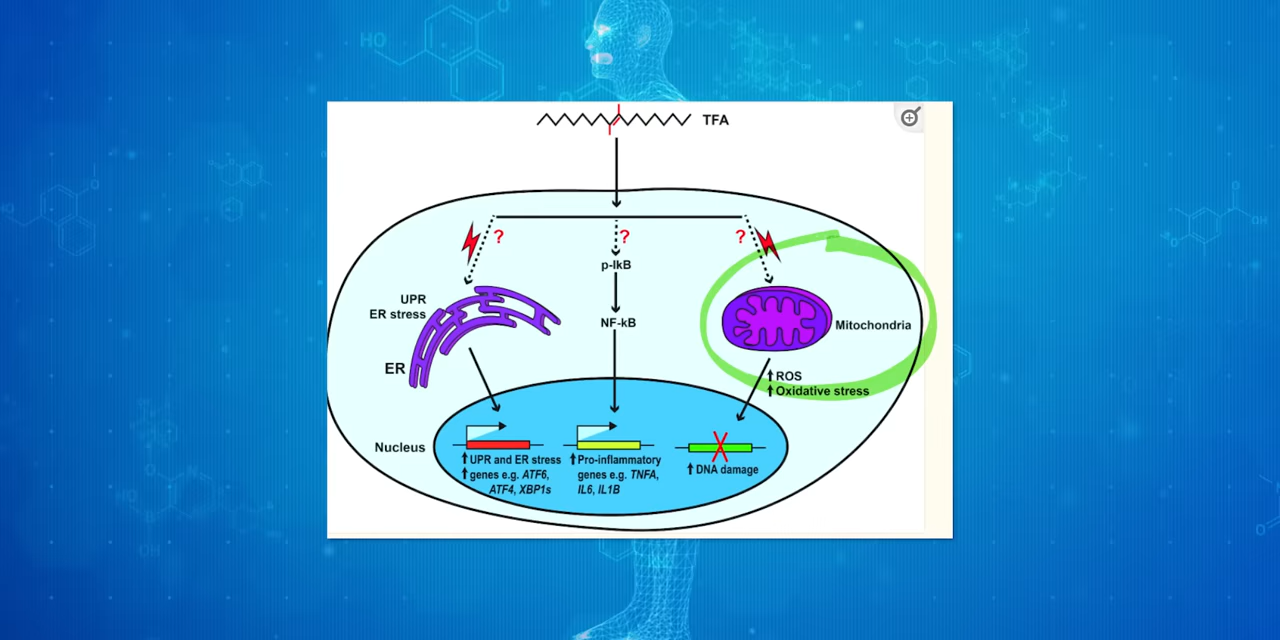 HO
TFA
?
?
?
p-IkB
UPR
ER stress
NF-kB
Mitochondria
ER
↑ROS
↑Oxidative stress
Nucleus
↑UPR and ER stress
↑genes e.g. ATF6,
ATF4, XBP1s
↑Pro-inflammatory
genes e.g. TNFA,
IL6, IL1B
↑DNA damage